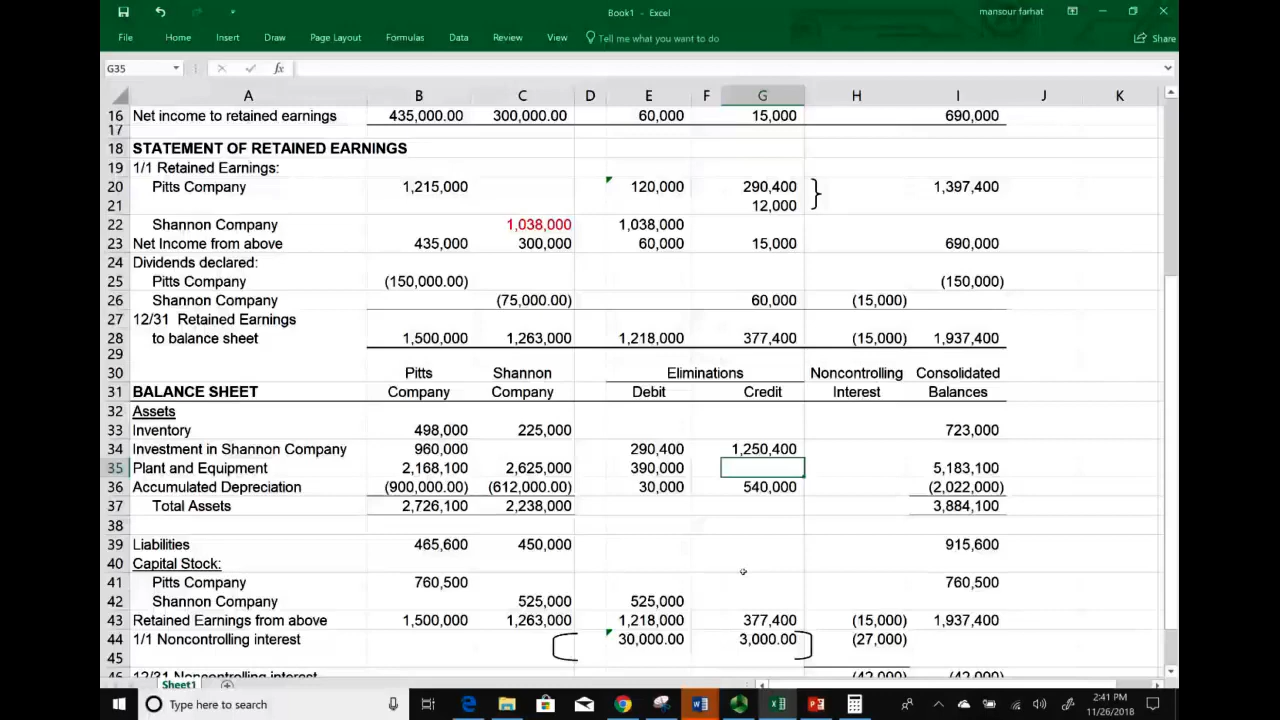 Book1 - Excel
mansour farhat
File Home Insert Draw Page Layout Formulas Data Review View Tell me what you want to do Share
G35 fx
A B C D E F G H I J K
16 Net income to retained earnings 435,000.00 300,000.00 60,000 15,000 690,000
17
18 STATEMENT OF RETAINED EARNINGS
19 1/1 Retained Earnings:
20 Pitts Company 1,215,000 120,000 290,400 1,397,400
21 12,000
22 Shannon Company 1,038,000 1,038,000
23 Net Income from above 435,000 300,000 60,000 15,000 690,000
24 Dividends declared:
25 Pitts Company (150,000.00) (150,000)
26 Shannon Company (75,000.00) 60,000 (15,000)
27 12/31 Retained Earnings
28 to balance sheet 1,500,000 1,263,000 1,218,000 377,400 (15,000) 1,937,400
29
30 Pitts Shannon Eliminations Noncontrolling Consolidated
31 BALANCE SHEET Company Company Debit Credit Interest Balances
32 Assets
33 Inventory 498,000 225,000 723,000
34 Investment in Shannon Company 960,000 290,400 1,250,400
35 Plant and Equipment 2,168,100 2,625,000 390,000 5,183,100
36 Accumulated Depreciation (900,000.00) (612,000.00) 30,000 540,000 (2,022,000)
37 Total Assets 2,726,100 2,238,000 3,884,100
38
39 Liabilities 465,600 450,000 915,600
40 Capital Stock:
41 Pitts Company 760,500 760,500
42 Shannon Company 525,000 525,000
43 Retained Earnings from above 1,500,000 1,263,000 1,218,000 377,400 (15,000) 1,937,400
44 1/1 Noncontrolling interest 30,000.00 3,000.00 (27,000)
45
46 12/31 Noncontrolling interest (42,000) (42,000)
Sheet1
Type here to search
2:41 PM
11/26/2018